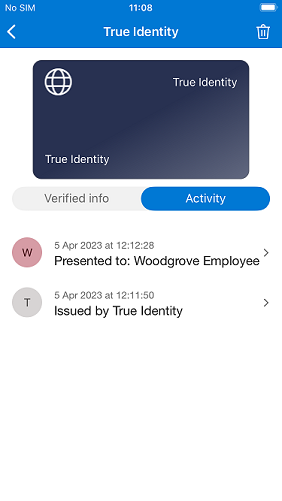 No SIM 11:08
True Identity
True Identity
True Identity
Verified info Activity
W
5 Apr 2023 at 12:12:28
Presented to: Woodgrove Employee
T
5 Apr 2023 at 12:11:50
Issued by True Identity